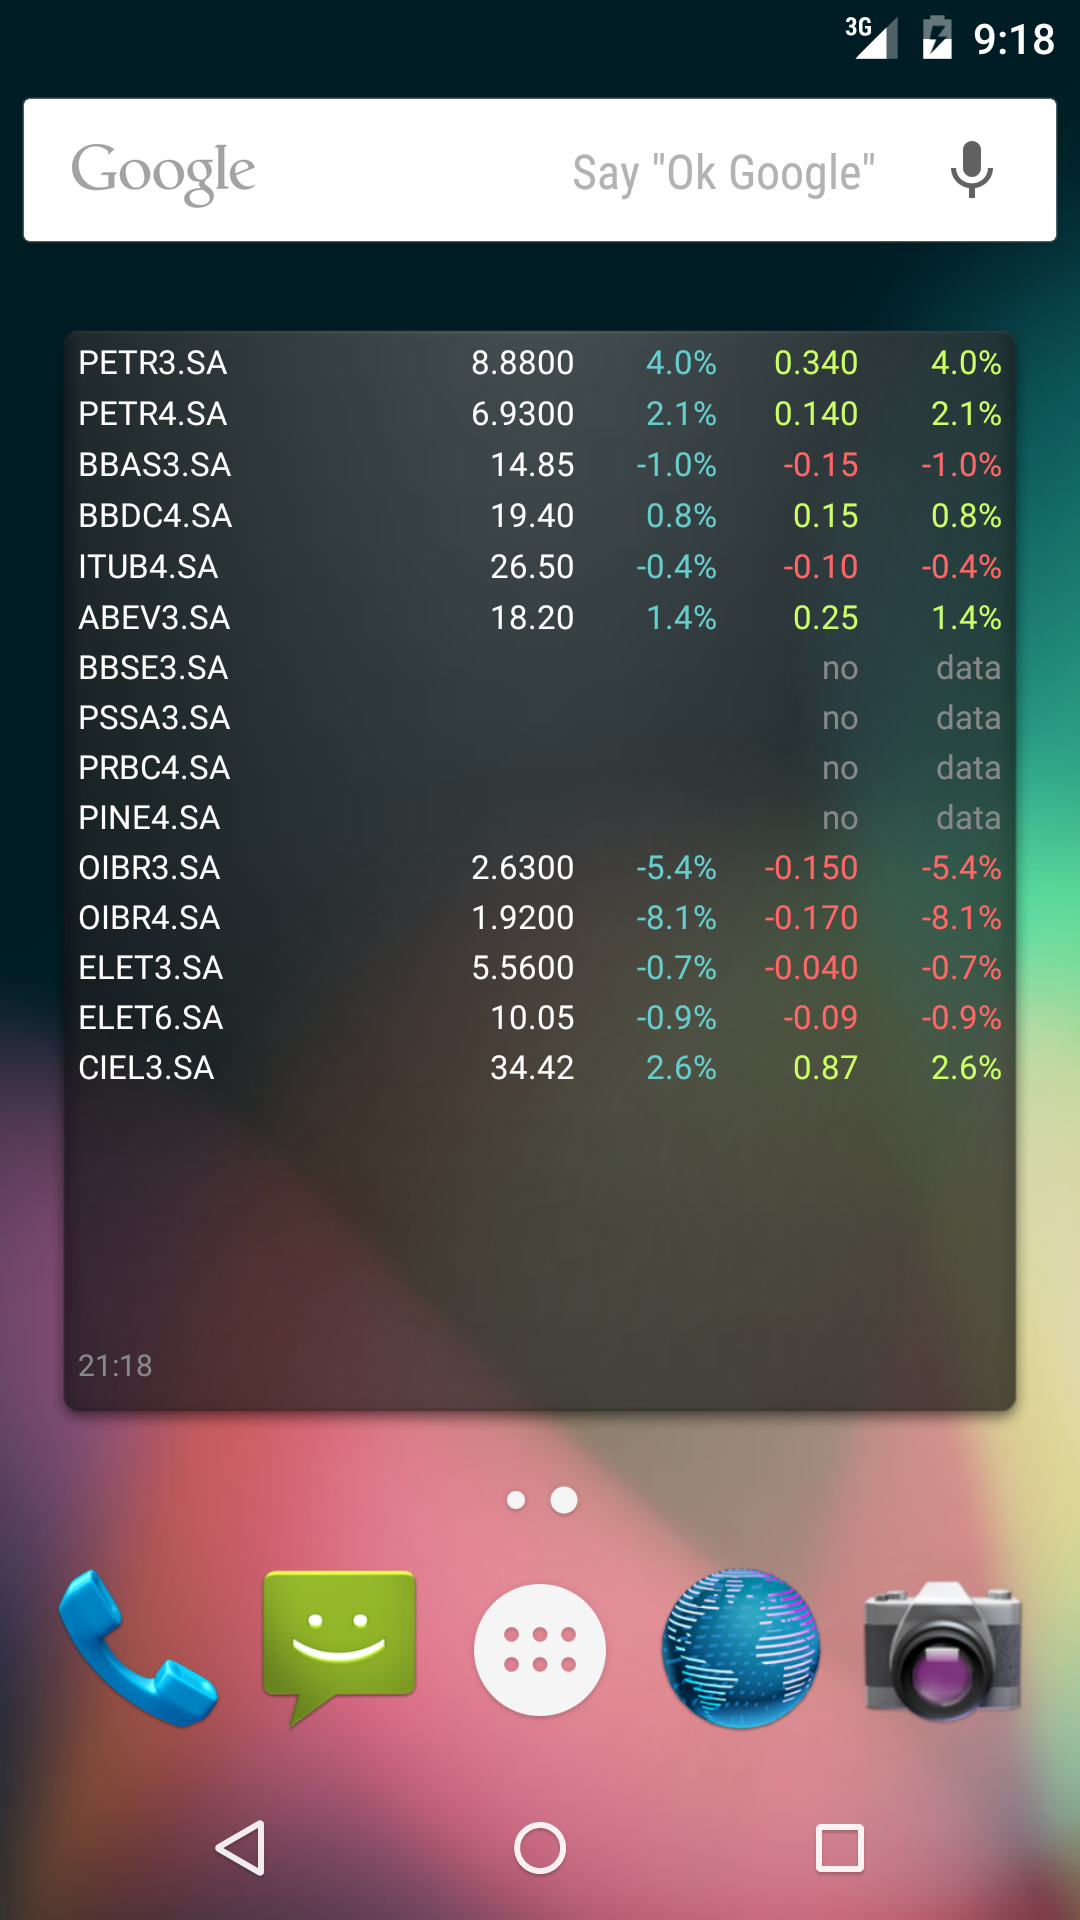 3G 9:18
Google Say "Ok Google"
PETR3.SA 8.8800 4.0% 0.340 4.0%
PETR4.SA 6.9300 2.1% 0.140 2.1%
BBAS3.SA 14.85 -1.0% -0.15 -1.0%
BBDC4.SA 19.40 0.8% 0.15 0.8%
ITUB4.SA 26.50 -0.4% -0.10 -0.4%
ABEV3.SA 18.20 1.4% 0.25 1.4%
BBSE3.SA no data
PSSA3.SA no data
PRBC4.SA no data
PINE4.SA no data
OIBR3.SA 2.6300 -5.4% -0.150 -5.4%
OIBR4.SA 1.9200 -8.1% -0.170 -8.1%
ELET3.SA 5.5600 -0.7% -0.040 -0.7%
ELET6.SA 10.05 -0.9% -0.09 -0.9%
CIEL3.SA 34.42 2.6% 0.87 2.6%
21:18